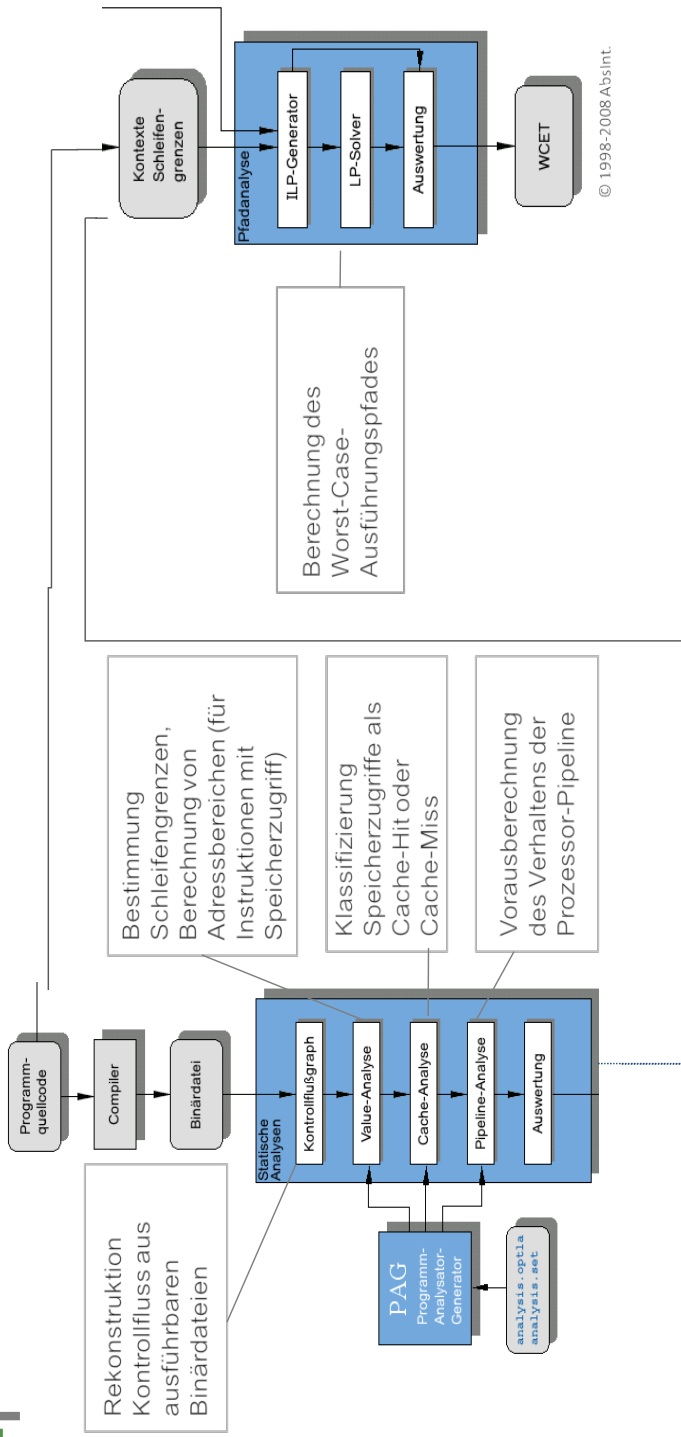 Programm-
quellcode
Compiler
Binärdatei
Rekonstruktion
Kontrollfluss aus
ausführbaren
Binärdateien
Statische
Analysen
Kontrollflußgraph
Value-Analyse
Cache-Analyse
Pipeline-Analyse
Auswertung
PAG
Programm-
Analysator-
Generator
analysis.optla
analysis.set
Bestimmung
Schleifengrenzen,
Berechnung von
Adressbereichen (für
Instruktionen mit
Speicherzugriff)
Klassifizierung
Speicherzugriffe als
Cache-Hit oder
Cache-Miss
Vorausberechnung
des Verhaltens der
Prozessor-Pipeline
Berechnung des
Worst-Case-
Ausführungspfades
Kontexte
Schleifen-
grenzen
Pfadanalyse
ILP-Generator
LP-Solver
Auswertung
WCET
© 1998-2008 AbsInt.